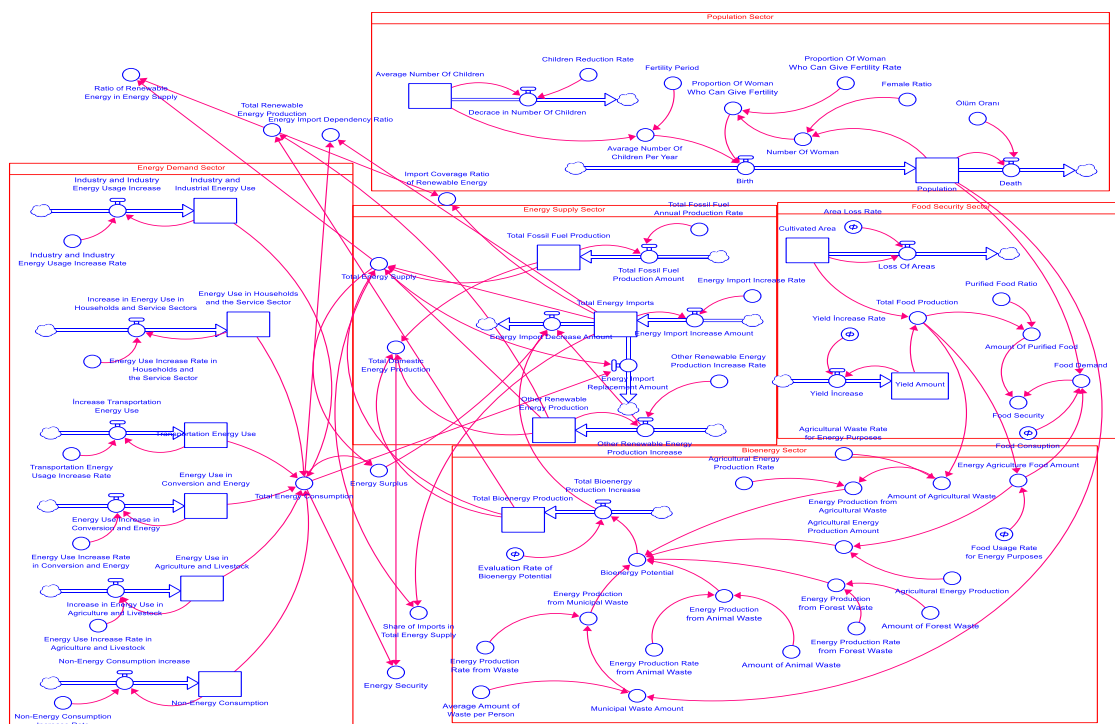 Population Sector
Average Number Of Children
Children Reduction Rate
Decrace in Number Of Children
Fertility Period
Proportion Of Woman
Who Can Give Fertility
Proportion Of Woman
Who Can Give Fertility Rate
Female Ratio
Ölüm Oranı
Avarage Number Of
Children Per Year
Number Of Woman
Birth
Population
Death
Ratio of Renewable
Energy in Energy Supply
Total Renewable
Energy Production
Energy Import Dependency Ratio
Import Coverage Ratio
of Renewable Energy
Energy Demand Sector
Industry and Industry
Energy Usage Increase
Industry and
Industrial Energy Use
Industry and Industry
Energy Usage Increase Rate
Increase in Energy Use in
Households and Service Sectors
Energy Use in Households
and the Service Sector
Energy Use Increase Rate in
Households and
the Service Sector
Increase Transportation
Energy Use
Transportation Energy Use
Transportation Energy
Usage Increase Rate
Energy Use in
Conversion and Energy
Energy Use Increase in
Conversion and Energy
Energy Use Increase Rate
in Conversion and Energy
Energy Use in
Agriculture and Livestock
Increase in Energy Use in
Agriculture and Livestock
Energy Use Increase Rate in
Agriculture and Livestock
Non-Energy Consumption increase
Non-Energy Consumption
Non-Energy Consumption
Total Energy Supply
Total Domestic
Energy Production
Total Energy Consumption
Energy Surplus
Share of Imports in
Total Energy Supply
Energy Security
Energy Supply Sector
Total Fossil Fuel
Annual Production Rate
Total Fossil Fuel Production
Total Fossil Fuel
Production Amount
Energy Import Increase Rate
Total Energy Imports
Energy Import Decrease Amount
Energy Import Increase Amount
Other Renewable Energy
Production Increase Rate
Energy Import
Replacement Amount
Other Renewable
Energy Production
Other Renewable Energy
Production Increase
Food Security Sector
Area Loss Rate
Cultivated Area
Loss Of Areas
Purified Food Ratio
Total Food Production
Yield Increase Rate
Amount Of Purified Food
Food Demand
Yield Amount
Yield Increase
Food Security
Food Consuption
Agricultural Waste Rate
for Energy Purposes
Bioenergy Sector
Agricultural Energy
Production Rate
Energy Agriculture Food Amount
Total Bioenergy
Production Increase
Total Bioenergy Production
Energy Production from
Agricultural Waste
Amount of Agricultural Waste
Agricultural Energy
Production Amount
Food Usage Rate
for Energy Purposes
Evaluation Rate of
Bioenergy Potential
Bioenergy Potential
Agricultural Energy Production
Energy Production
from Municipal Waste
Energy Production
from Animal Waste
Energy Production
from Forest Waste
Amount of Forest Waste
Energy Production
Rate from Waste
Energy Production Rate
from Animal Waste
Amount of Animal Waste
Energy Production Rate
from Forest Waste
Average Amount of
Waste per Person
Municipal Waste Amount